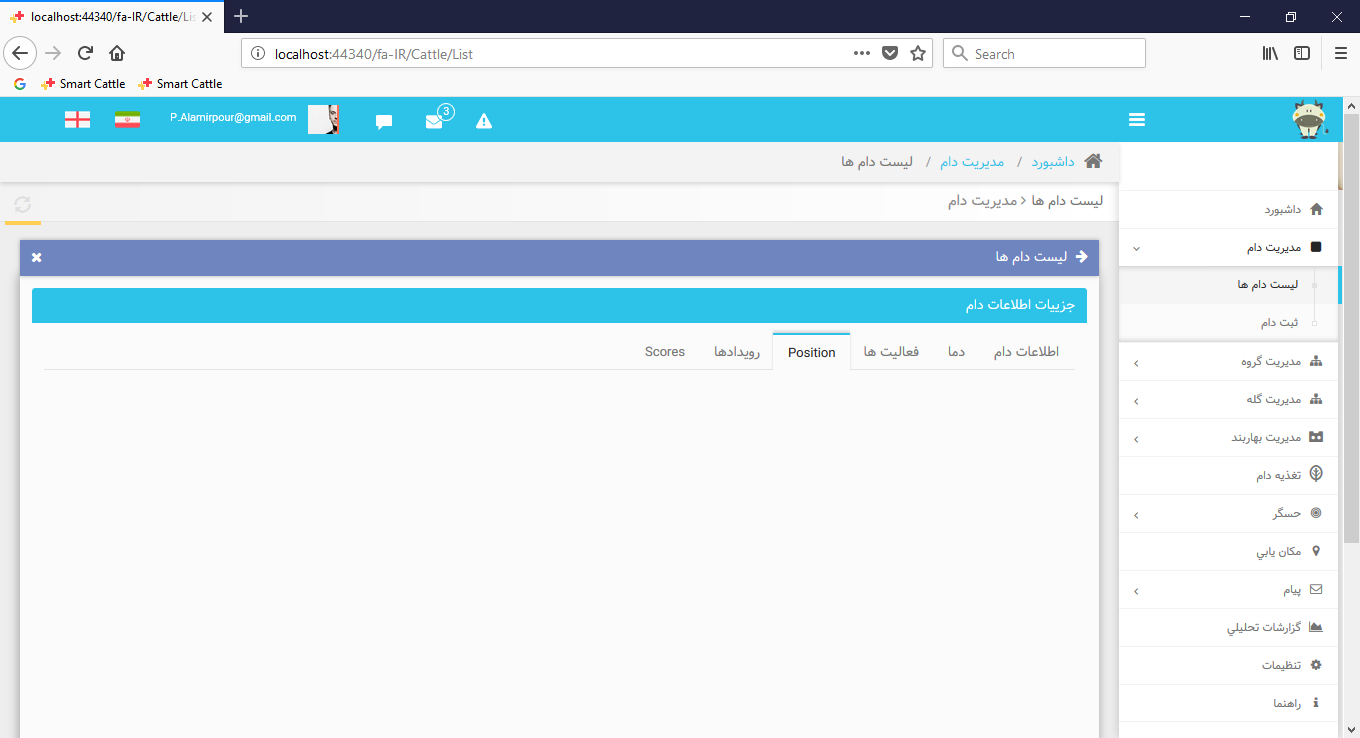 localhost:44340/fa-IR/Cattle/Lis
localhost:44340/fa-IR/Cattle/List
Search
Smart Cattle
Smart Cattle
P.Alamirpour@gmail.com
3
داشبورد / مدیریت دام / لیست دام ها
لیست دام ها > مدیریت دام
لیست دام ها
جزییات اطلاعات دام
اطلاعات دام
دما
فعالیت ها
Position
رویدادها
Scores
داشبورد
مدیریت دام
لیست دام ها
ثبت دام
مدیریت گروه
مدیریت گله
مدیریت بهاربند
تغذیه دام
حسگر
مکان يابي
پیام
گزارشات تحليلي
تنظیمات
راهنما